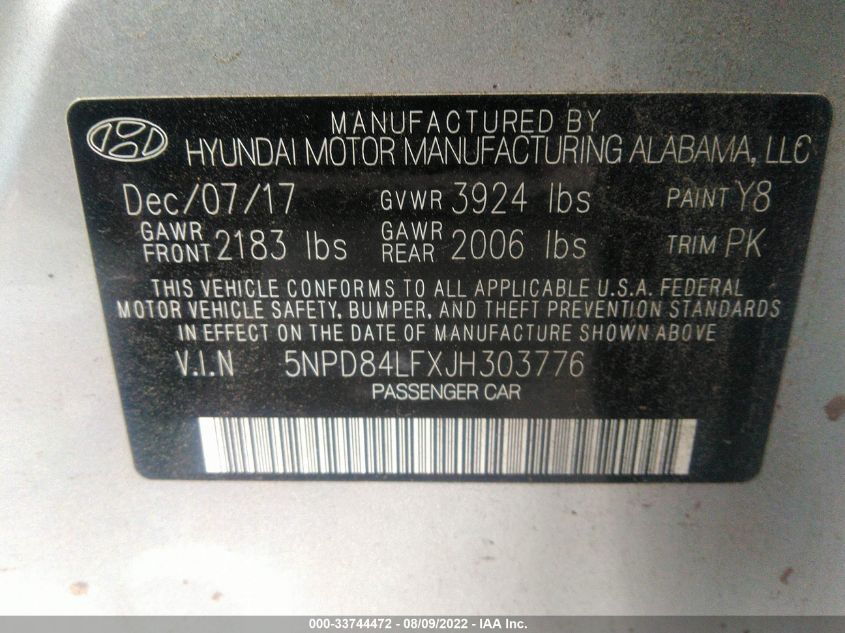 MANUFACTURED BY
HYUNDAI MOTOR MANUFACTURING ALABAMA, LLC
Dec/07/17 GVWR 3924 lbs PAINT Y8
GAWR FRONT 2183 lbs GAWR REAR 2006 lbs TRIM PK
THIS VEHICLE CONFORMS TO ALL APPLICABLE U.S.A. FEDERAL
MOTOR VEHICLE SAFETY, BUMPER, AND THEFT PREVENTION STANDARDS
IN EFFECT ON THE DATE OF MANUFACTURE SHOWN ABOVE
V.I.N 5NPD84LFXJH303776
PASSENGER CAR
000-33744472 - 08/09/2022 - IAA Inc.